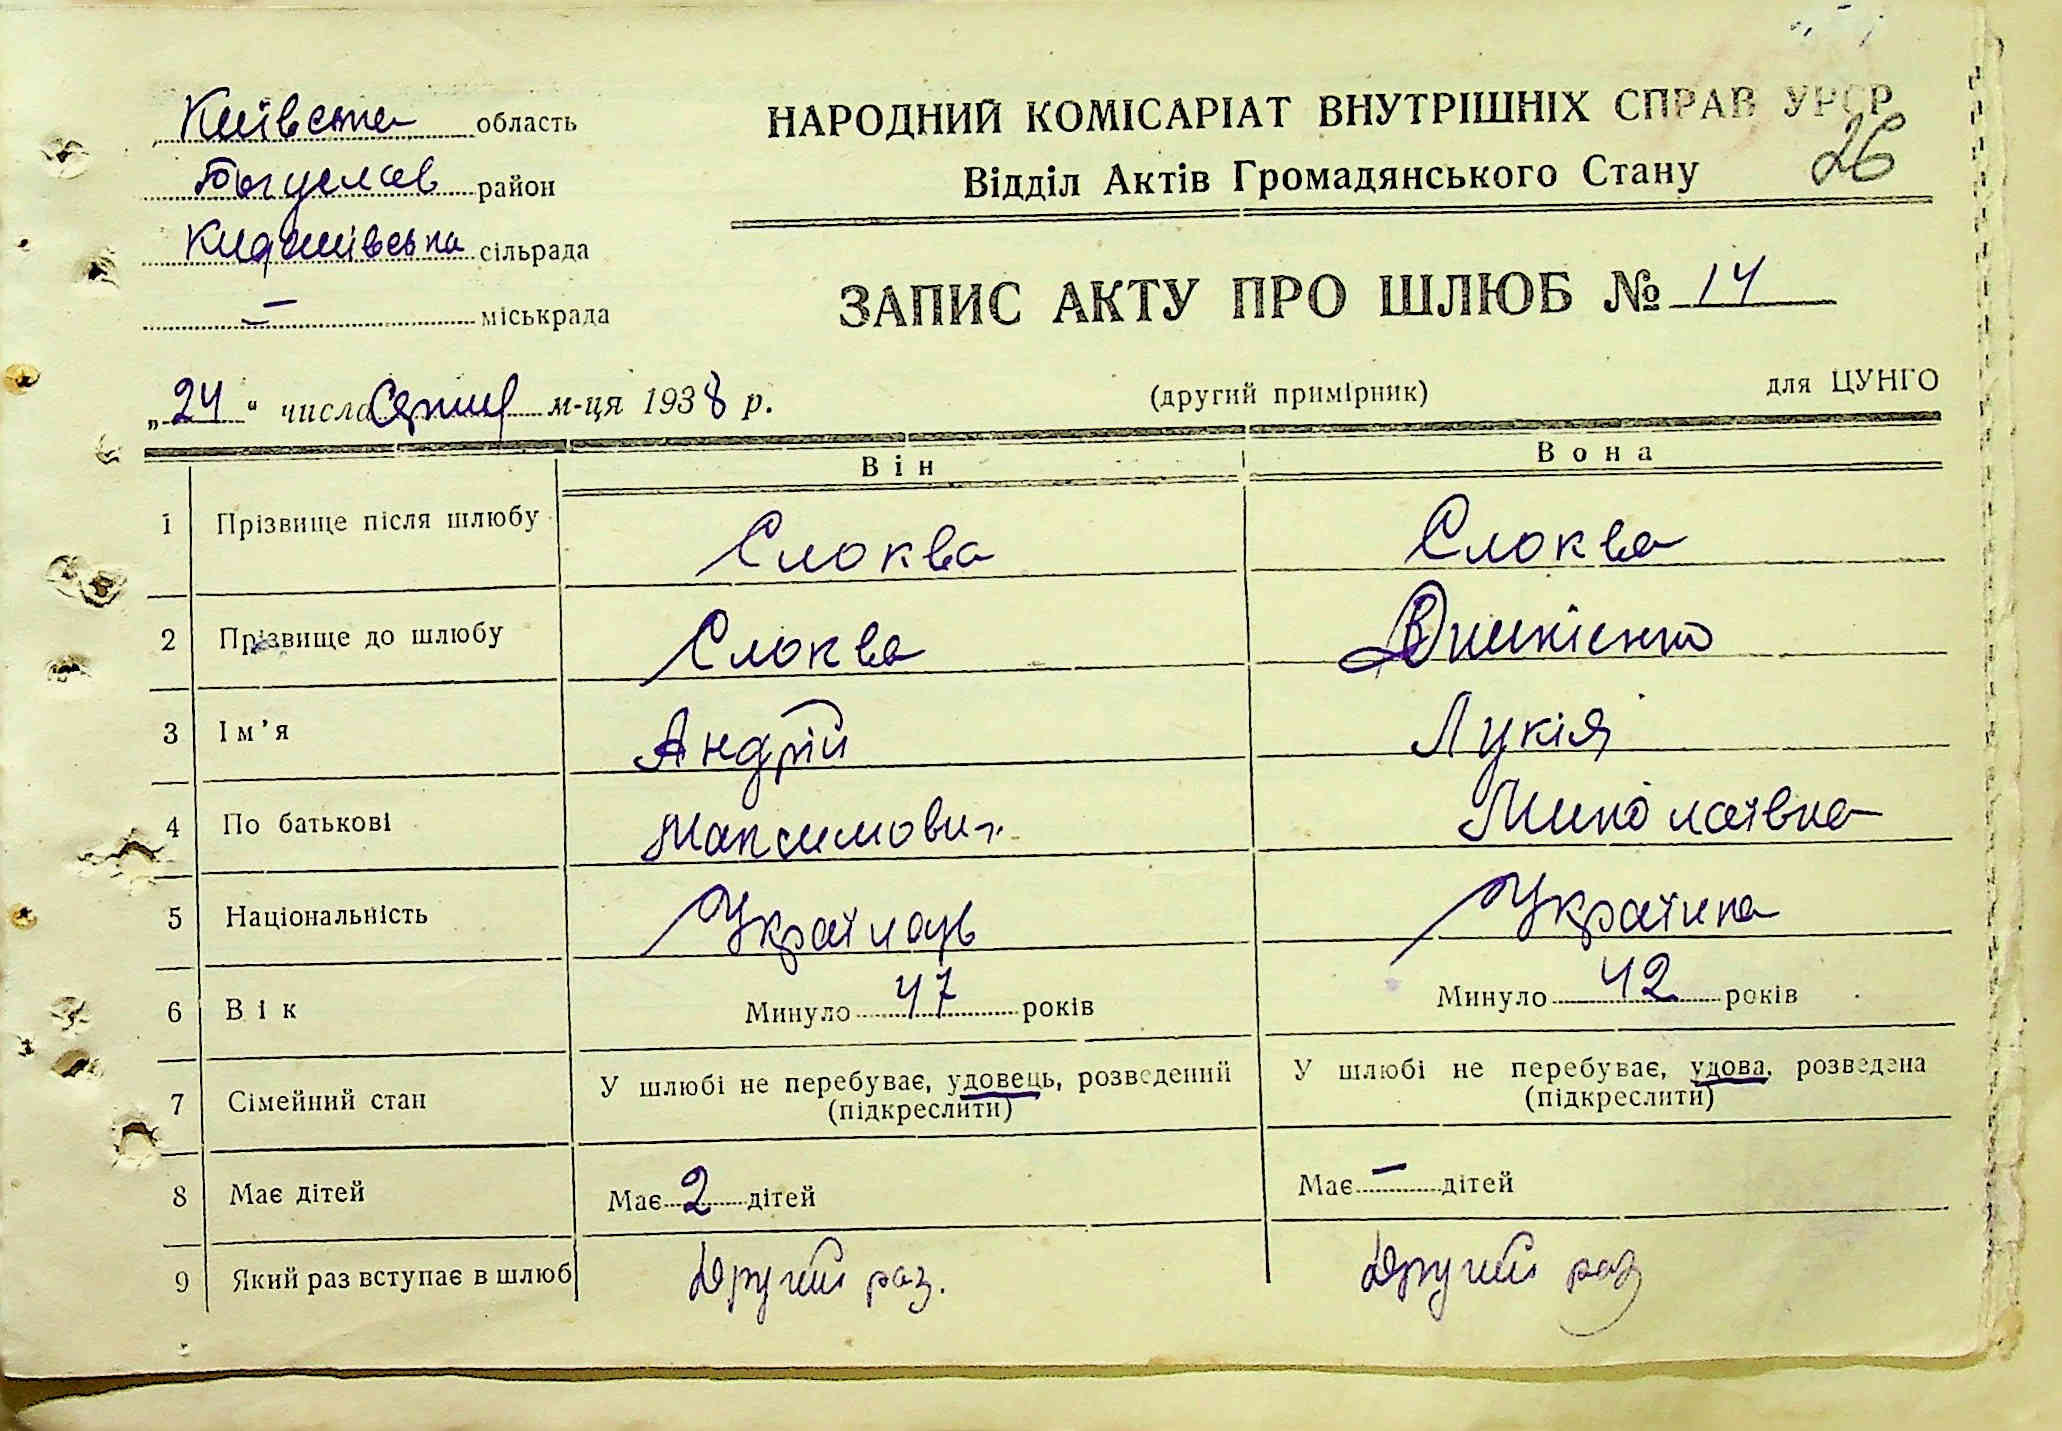 Київська область
НАРОДНИЙ КОМІСАРІАТ ВНУТРІШНІХ СПРАВ УРСР
Богуслав район
Відділ Актів Громадянського Стану
26
сільрада
— міськрада
ЗАПИС АКТУ ПРО ШЛЮБ № 14
„24“ числа Серпня м-ця 1938 р.
(другий примірник)
для ЦУНГО
Він
Вона
1 Прізвище після шлюбу Слоква Слоква
2 Прізвище до шлюбу Слоква
3 Ім’я Андрій Лукія
4 По батькові Максимович Миколаївна
5 Національність Українець Українка
6 Вік Минуло 47 років Минуло 42 років
7 Сімейний стан У шлюбі не перебуває, удовець, розведений (підкреслити) У шлюбі не перебуває, удова, розведена (підкреслити)
8 Має дітей Має 2 дітей Має — дітей
9 Який раз вступає в шлюб Другий раз. Другий раз